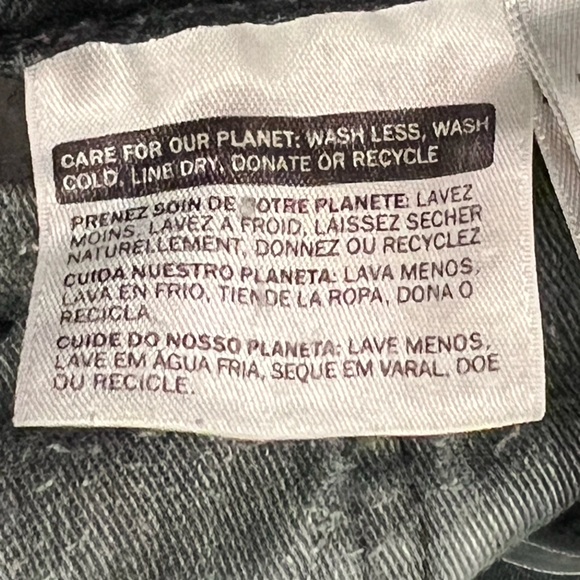 CARE FOR OUR PLANET: WASH LESS, WASH
COLD, LINE DRY, DONATE OR RECYCLE
PRENEZ SOIN DE OTRE PLANETE: LAVEZ
MOINS, LAVEZ A FROID, LAISSEZ SECHER
NATURELLEMENT, DONNEZ OU RECYCLEZ
CUIDA NUESTRO PLANETA: LAVA MENOS,
LAVA EN FRIO, TIENDE LA ROPA, DONA O
RECICLA
CUIDE DO NOSSO PLANETA: LAVE MENOS,
LAVE EM ÁGUA FRIA, SEQUE EM VARAL, DOE
OU RECICLE.